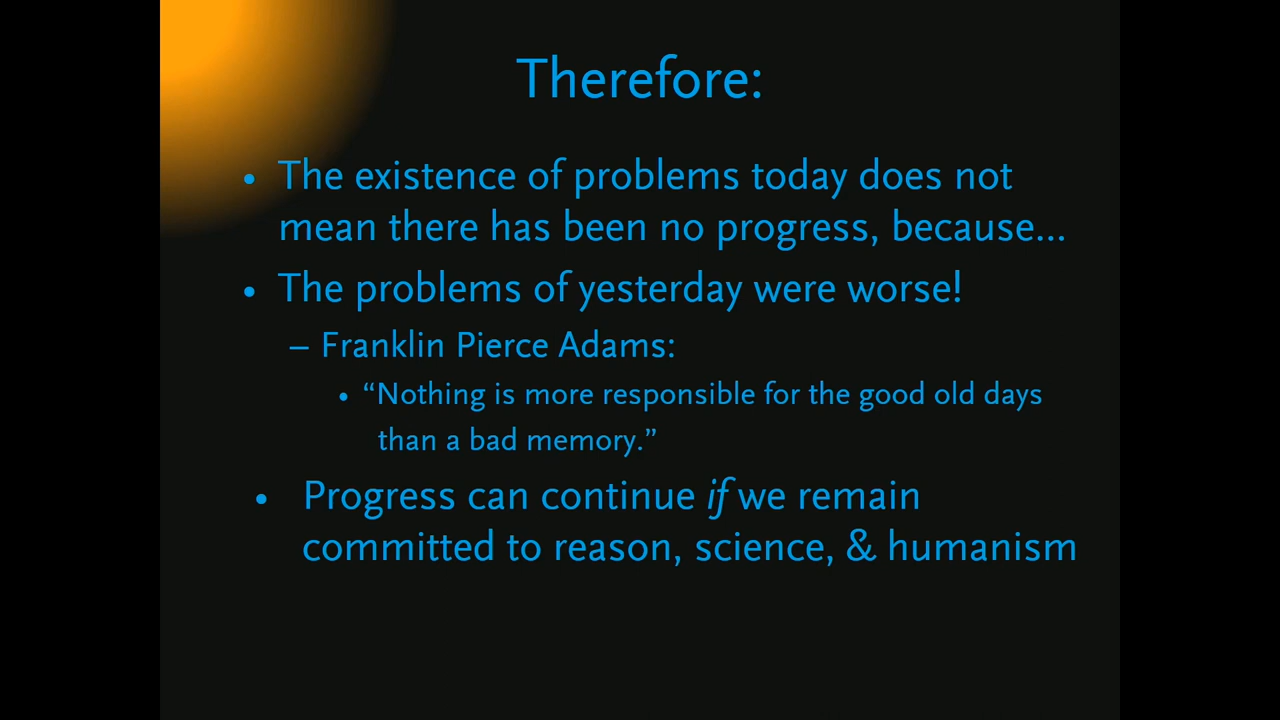 Therefore:
• The existence of problems today does not
mean there has been no progress, because...
• The problems of yesterday were worse!
– Franklin Pierce Adams:
• “Nothing is more responsible for the good old days
than a bad memory.”
• Progress can continue if we remain
committed to reason, science, & humanism